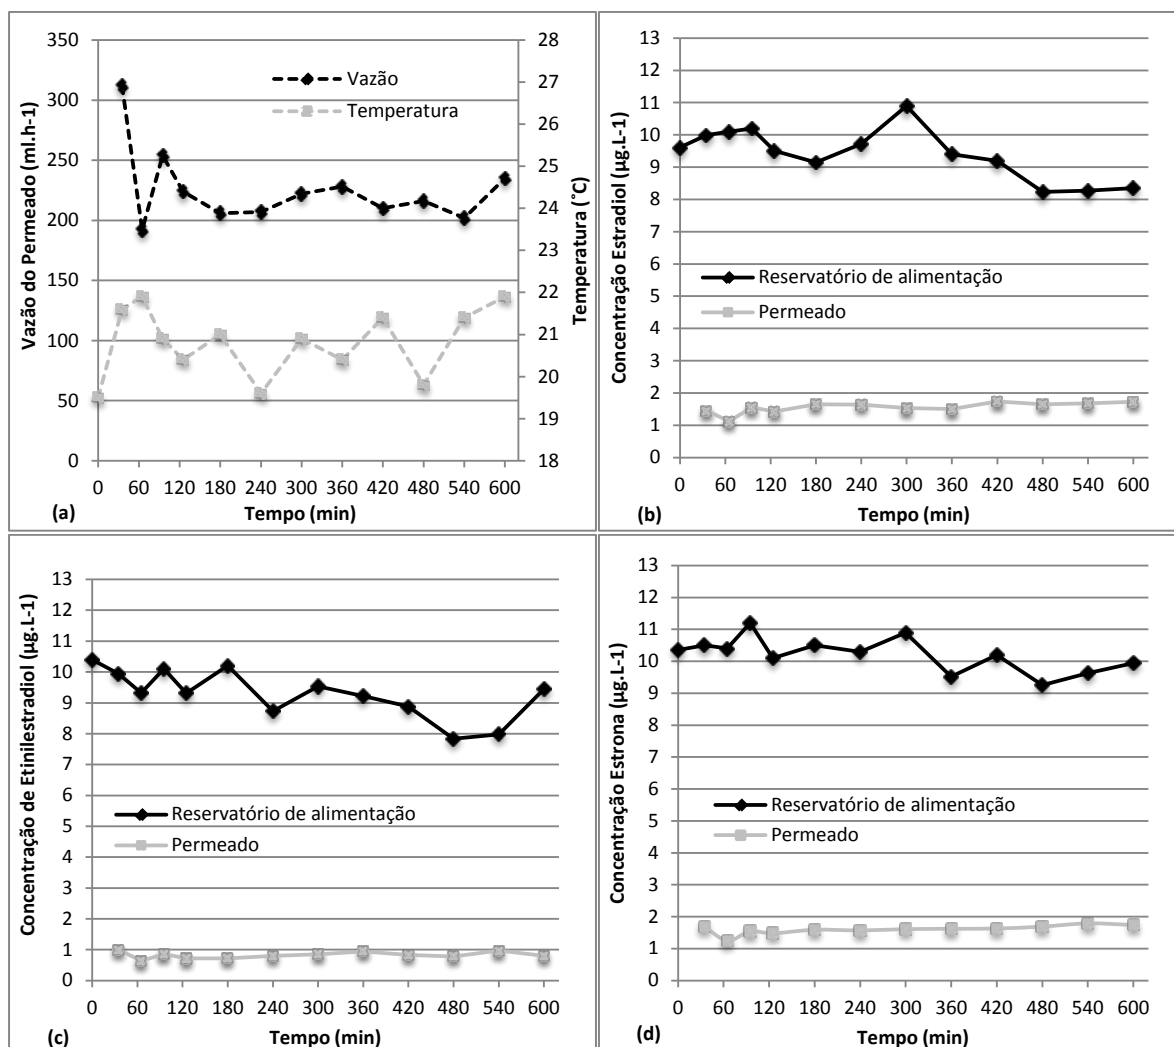 350
300
250
200
150
100
50
0
Vazão do Permeado (ml.h-1)
28
27
26
25
24
23
22
21
20
19
18
Temperatura (˚C)
Vazão
Temperatura
0 60 120 180 240 300 360 420 480 540 600
(a)
Tempo (min)
13
12
11
10
9
8
7
6
5
4
3
2
1
0
Concentração Estradiol (µg.L-1)
Reservatório de alimentação
Permeado
0 60 120 180 240 300 360 420 480 540 600
(b)
Tempo (min)
13
12
11
10
9
8
7
6
5
4
3
2
1
0
Concentração de Etinilestradiol (µg.L-1)
Reservatório de alimentação
Permeado
0 60 120 180 240 300 360 420 480 540 600
(c)
Tempo (min)
13
12
11
10
9
8
7
6
5
4
3
2
1
0
Concentração Estrona (µg.L-1)
Reservatório de alimentação
Permeado
0 60 120 180 240 300 360 420 480 540 600
(d)
Tempo (min)